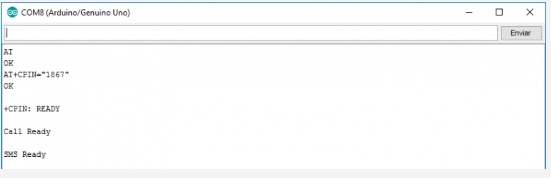 COM8 (Arduino/Genuino Uno)
Enviar
AT
OK
AT+CPIN="1867"
OK
+CPIN: READY
Call Ready
SMS Ready